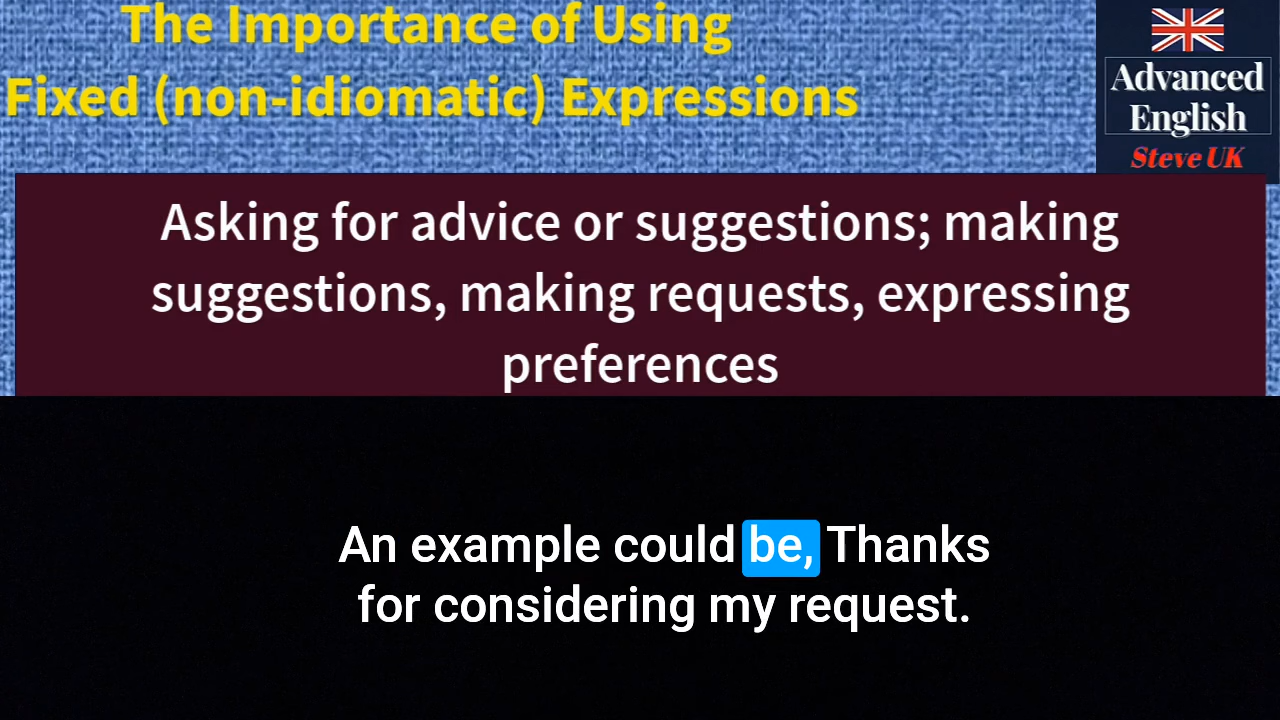 The Importance of Using
Fixed (non-idiomatic) Expressions
Advanced
English
Steve UK
Asking for advice or suggestions; making
suggestions, making requests, expressing
preferences
An example could be, Thanks
for considering my request.